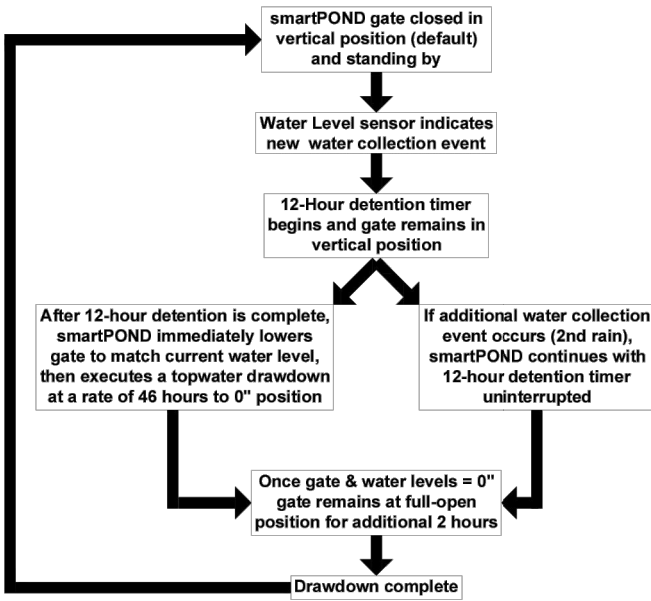 smartPOND gate closed in
vertical position (default)
and standing by
Water Level sensor indicates
new water collection event
12-Hour detention timer
begins and gate remains in
vertical position
After 12-hour detention is complete,
smartPOND immediately lowers
gate to match current water level,
then executes a topwater drawdown
at a rate of 46 hours to 0" position
If additional water collection
event occurs (2nd rain),
smartPOND continues with
12-hour detention timer
uninterrupted
Once gate & water levels = 0"
gate remains at full-open
position for additional 2 hours
Drawdown complete